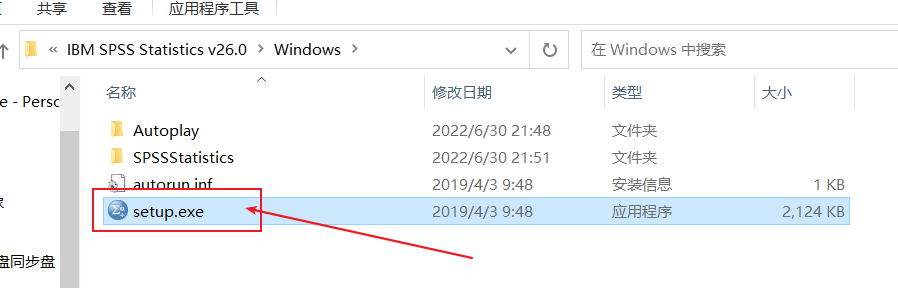 共享 查看 应用程序工具
« IBM SPSS Statistics v26.0 > Windows > 在 Windows 中搜索
名称 修改日期 类型 大小
e - Perso
Autoplay 2022/6/30 21:48 文件夹
SPSSStatistics 2022/6/30 21:51 文件夹
autorun.inf 2019/4/3 9:48 安装信息 1 KB
setup.exe 2019/4/3 9:48 应用程序 2,124 KB
盘同步盘